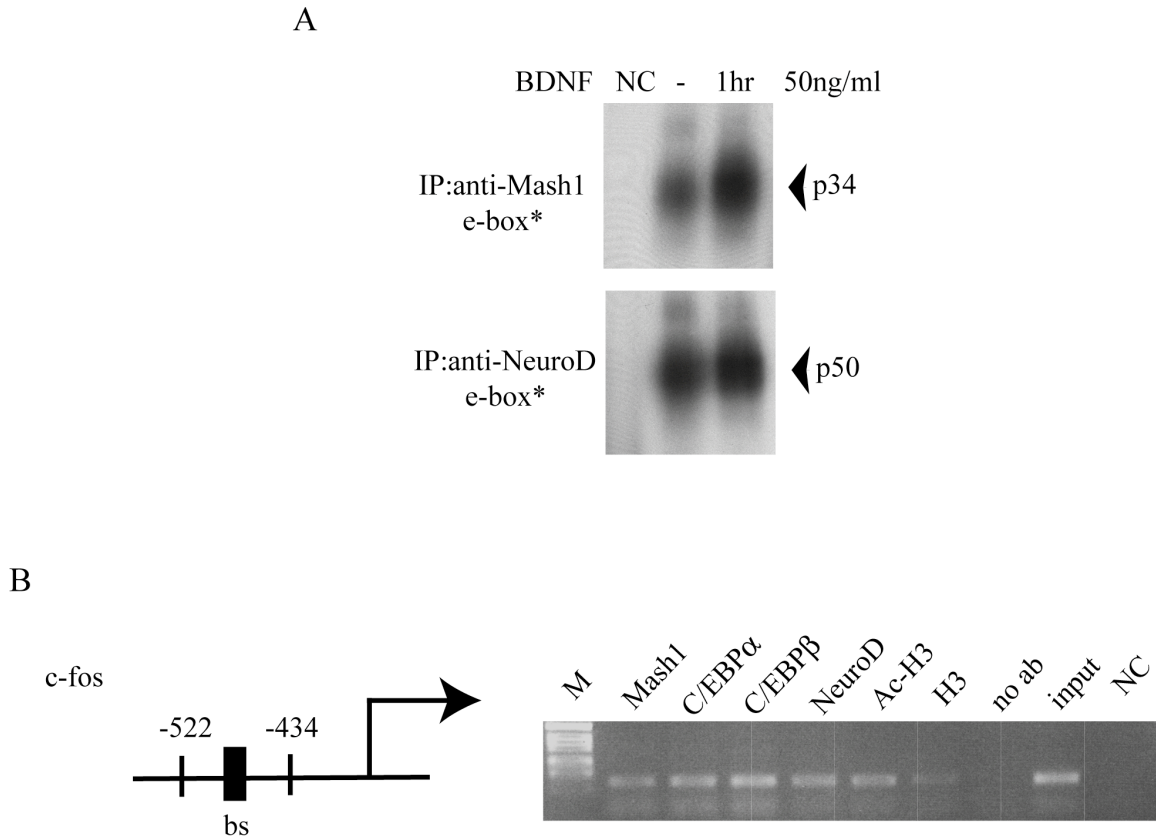 A
BDNF NC - 1hr 50ng/ml
IP:anti-Mash1
e-box*
p34
IP:anti-NeuroD
e-box*
p50
B
c-fos
-522 -434
bs
M Mash1 C/EBPα C/EBPβ NeuroD Ac-H3 H3 no ab input NC